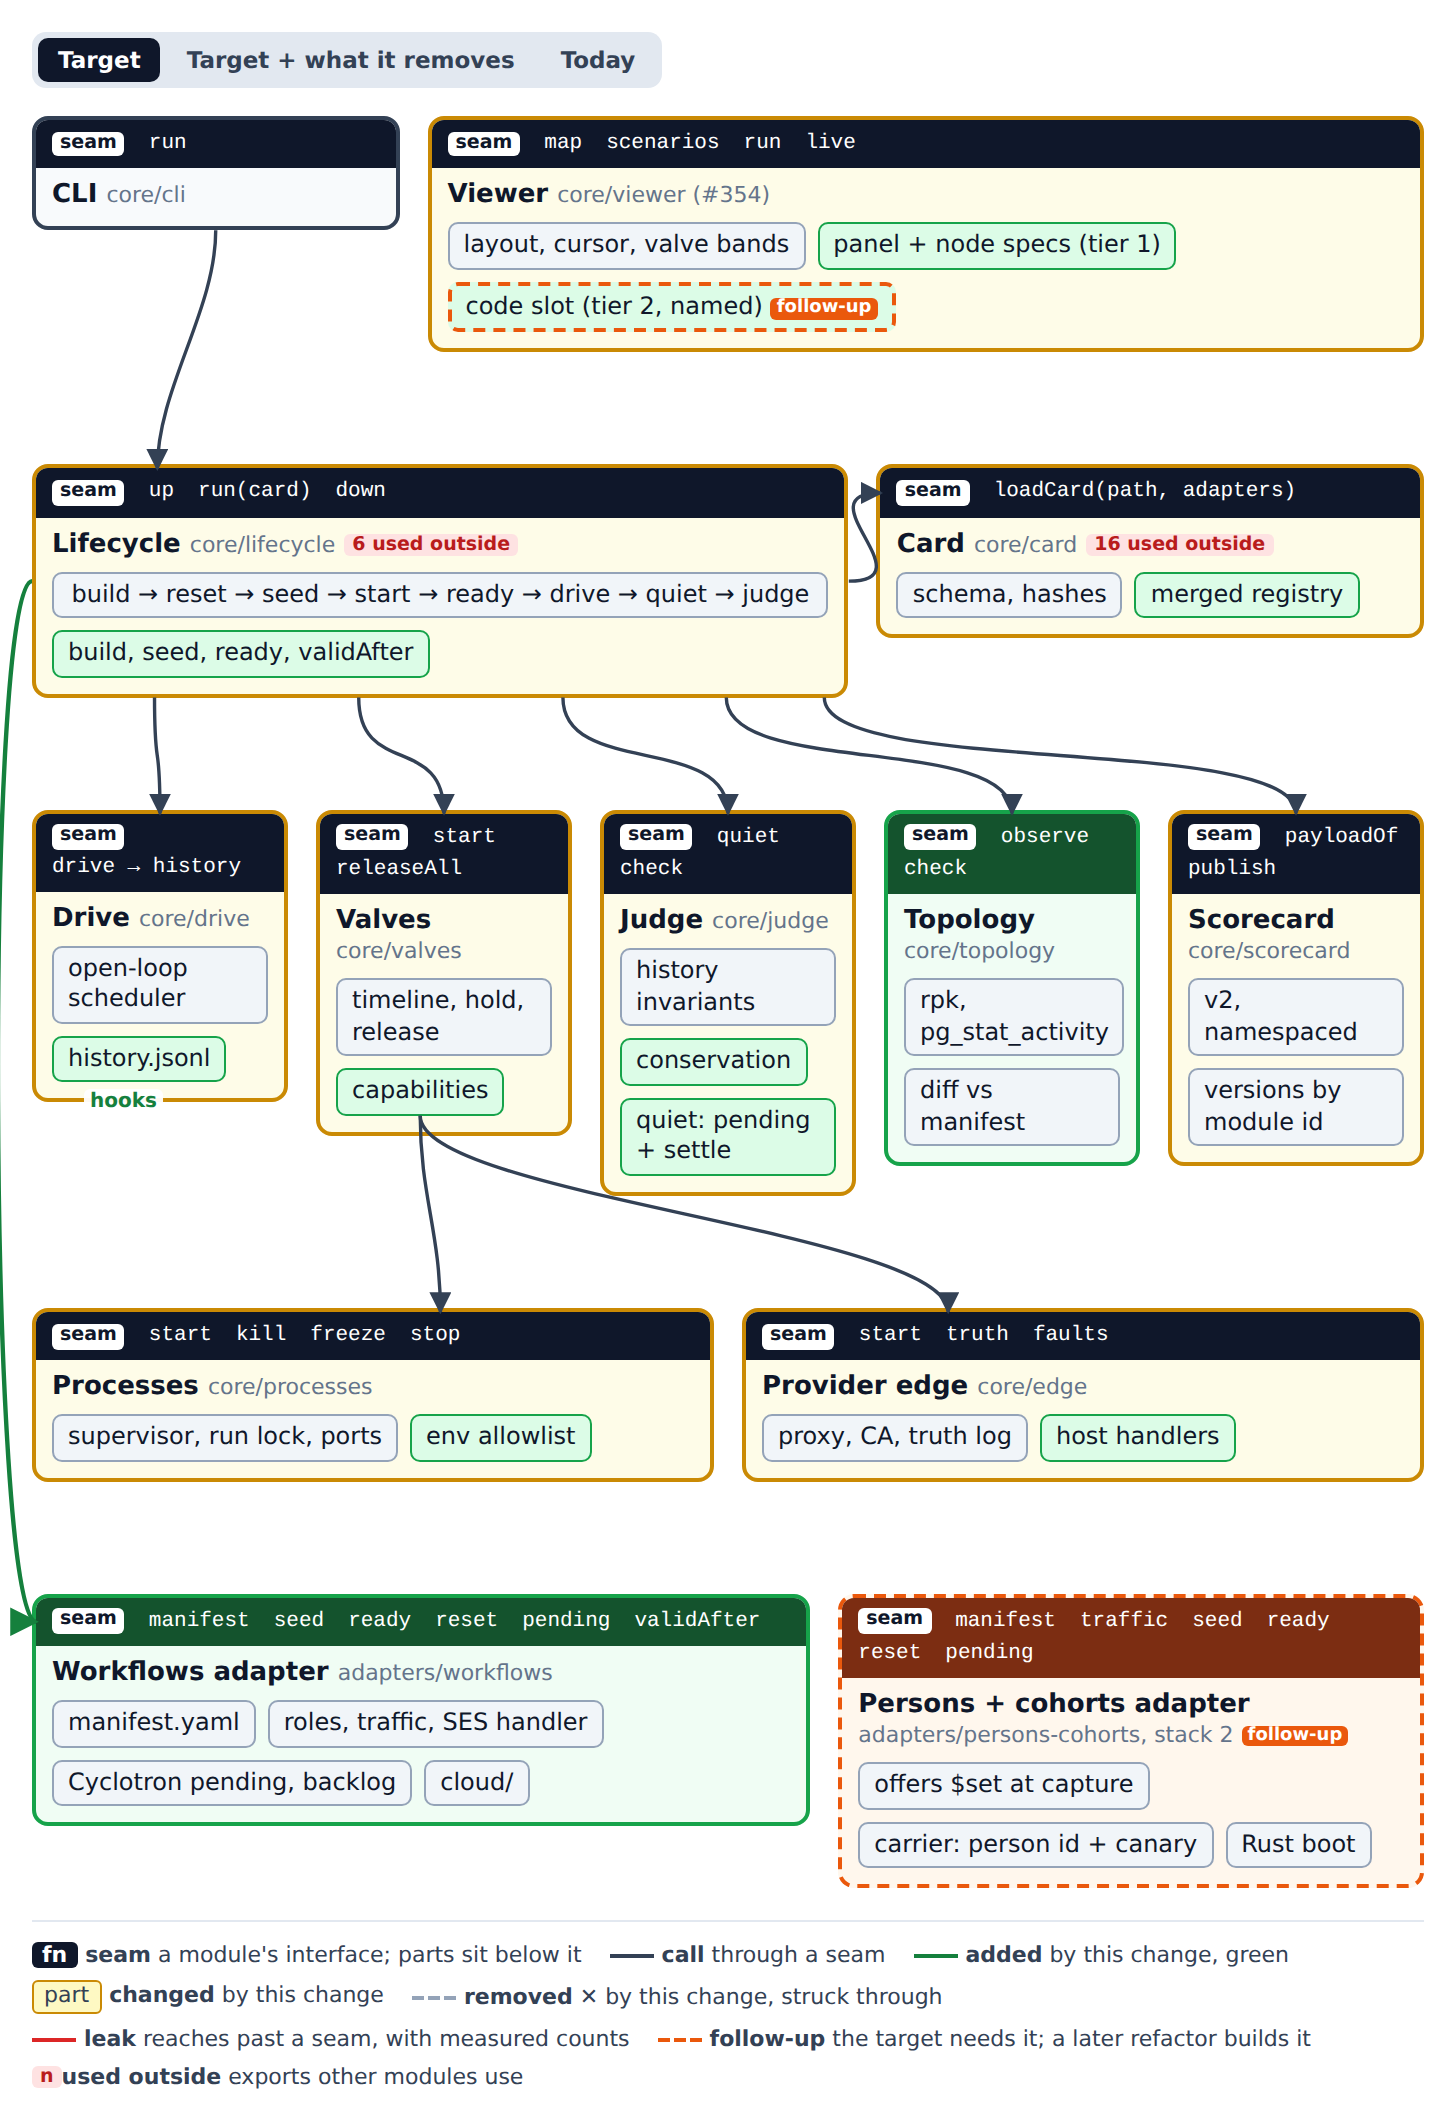 Target Target + what it removes Today
seam run
CLI core/cli
seam map scenarios run live
Viewer core/viewer (#354)
layout, cursor, valve bands panel + node specs (tier 1)
code slot (tier 2, named) follow-up
seam up run(card) down
Lifecycle core/lifecycle 6 used outside
build → reset → seed → start → ready → drive → quiet → judge
build, seed, ready, validAfter
seam loadCard(path, adapters)
Card core/card 16 used outside
schema, hashes merged registry
seam
drive → history
Drive core/drive
open-loop
scheduler
history.jsonl
hooks
seam start
releaseAll
Valves
core/valves
timeline, hold,
release
capabilities
seam quiet
check
Judge core/judge
history
invariants
conservation
quiet: pending
+ settle
seam observe
check
Topology
core/topology
rpk,
pg_stat_activity
diff vs
manifest
seam payloadOf
publish
Scorecard
core/scorecard
v2,
namespaced
versions by
module id
seam start kill freeze stop
Processes core/processes
supervisor, run lock, ports env allowlist
seam start truth faults
Provider edge core/edge
proxy, CA, truth log host handlers
seam manifest seed ready reset pending validAfter
Workflows adapter adapters/workflows
manifest.yaml roles, traffic, SES handler
Cyclotron pending, backlog cloud/
seam manifest traffic seed ready
reset pending
Persons + cohorts adapter
adapters/persons-cohorts, stack 2 follow-up
offers $set at capture
carrier: person id + canary Rust boot
fn seam a module's interface; parts sit below it call through a seam added by this change, green
part changed by this change removed ✕ by this change, struck through
leak reaches past a seam, with measured counts follow-up the target needs it; a later refactor builds it
n used outside exports other modules use